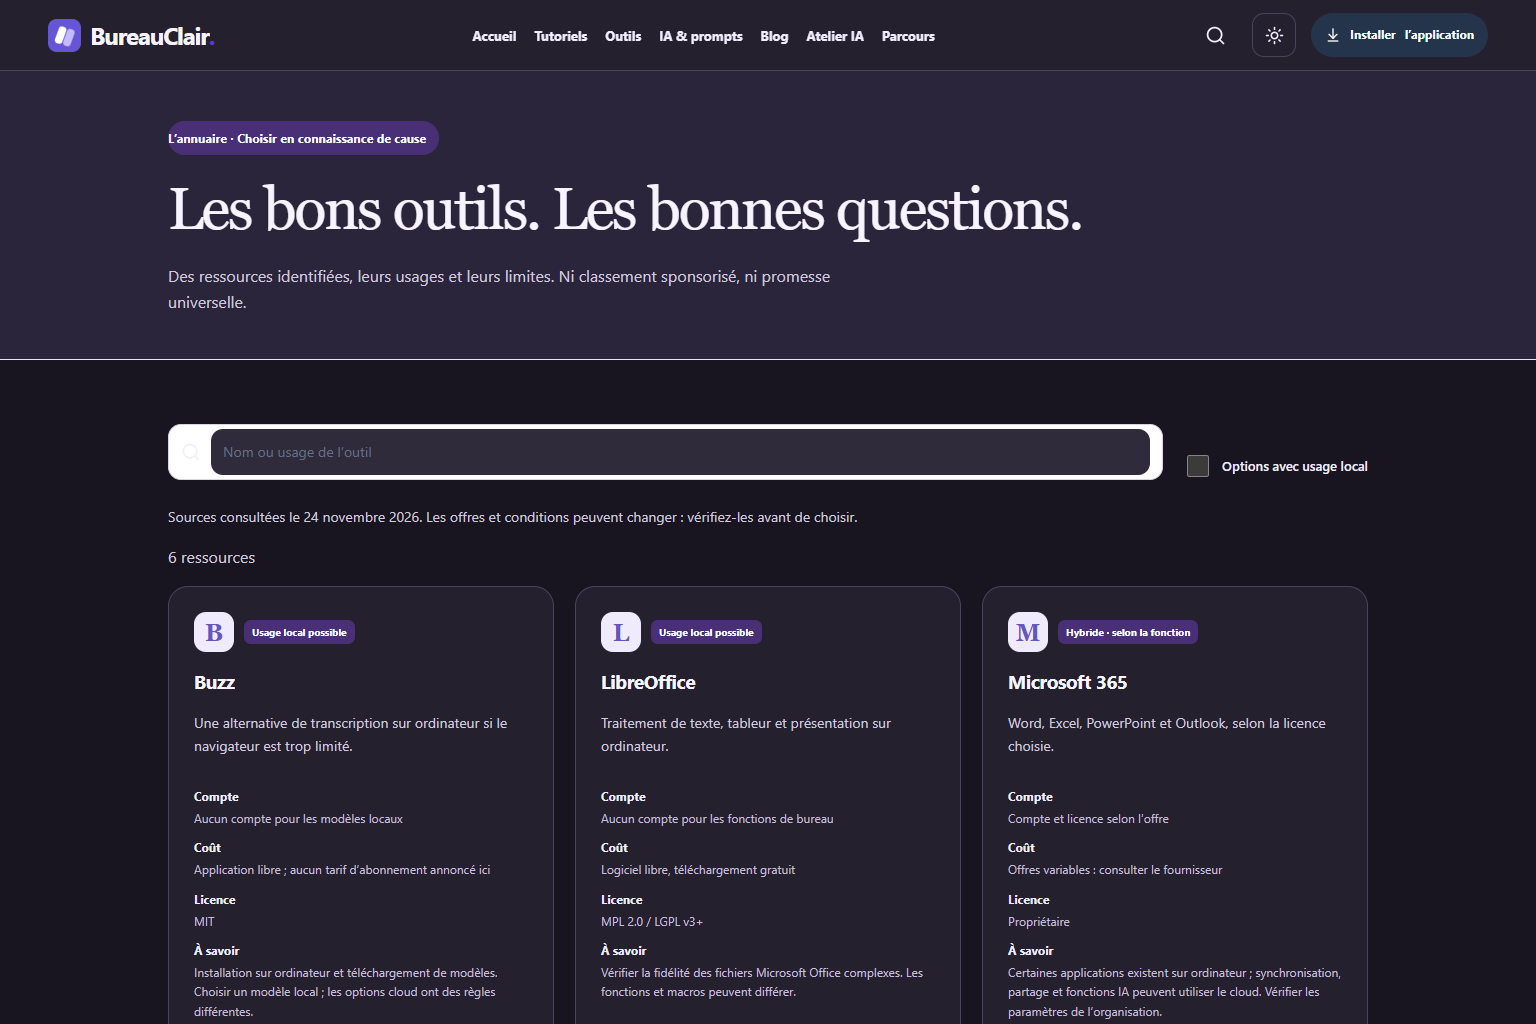 BureauClair.
Accueil Tutoriels Outils IA & prompts Blog Atelier IA Parcours
Installer l’application
L’annuaire · Choisir en connaissance de cause
Les bons outils. Les bonnes questions.
Des ressources identifiées, leurs usages et leurs limites. Ni classement sponsorisé, ni promesse
universelle.
Nom ou usage de l’outil
Options avec usage local
Sources consultées le 24 novembre 2026. Les offres et conditions peuvent changer : vérifiez-les avant de choisir.
6 ressources
B
Usage local possible
Buzz
Une alternative de transcription sur ordinateur si le
navigateur est trop limité.
Compte
Aucun compte pour les modèles locaux
Coût
Application libre ; aucun tarif d’abonnement annoncé ici
Licence
MIT
À savoir
Installation sur ordinateur et téléchargement de modèles.
Choisir un modèle local ; les options cloud ont des règles
différentes.
L
Usage local possible
LibreOffice
Traitement de texte, tableur et présentation sur
ordinateur.
Compte
Aucun compte pour les fonctions de bureau
Coût
Logiciel libre, téléchargement gratuit
Licence
MPL 2.0 / LGPL v3+
À savoir
Vérifier la fidélité des fichiers Microsoft Office complexes. Les
fonctions et macros peuvent différer.
M
Hybride · selon la fonction
Microsoft 365
Word, Excel, PowerPoint et Outlook, selon la licence
choisie.
Compte
Compte et licence selon l’offre
Coût
Offres variables : consulter le fournisseur
Licence
Propriétaire
À savoir
Certaines applications existent sur ordinateur ; synchronisation,
partage et fonctions IA peuvent utiliser le cloud. Vérifier les
paramètres de l’organisation.